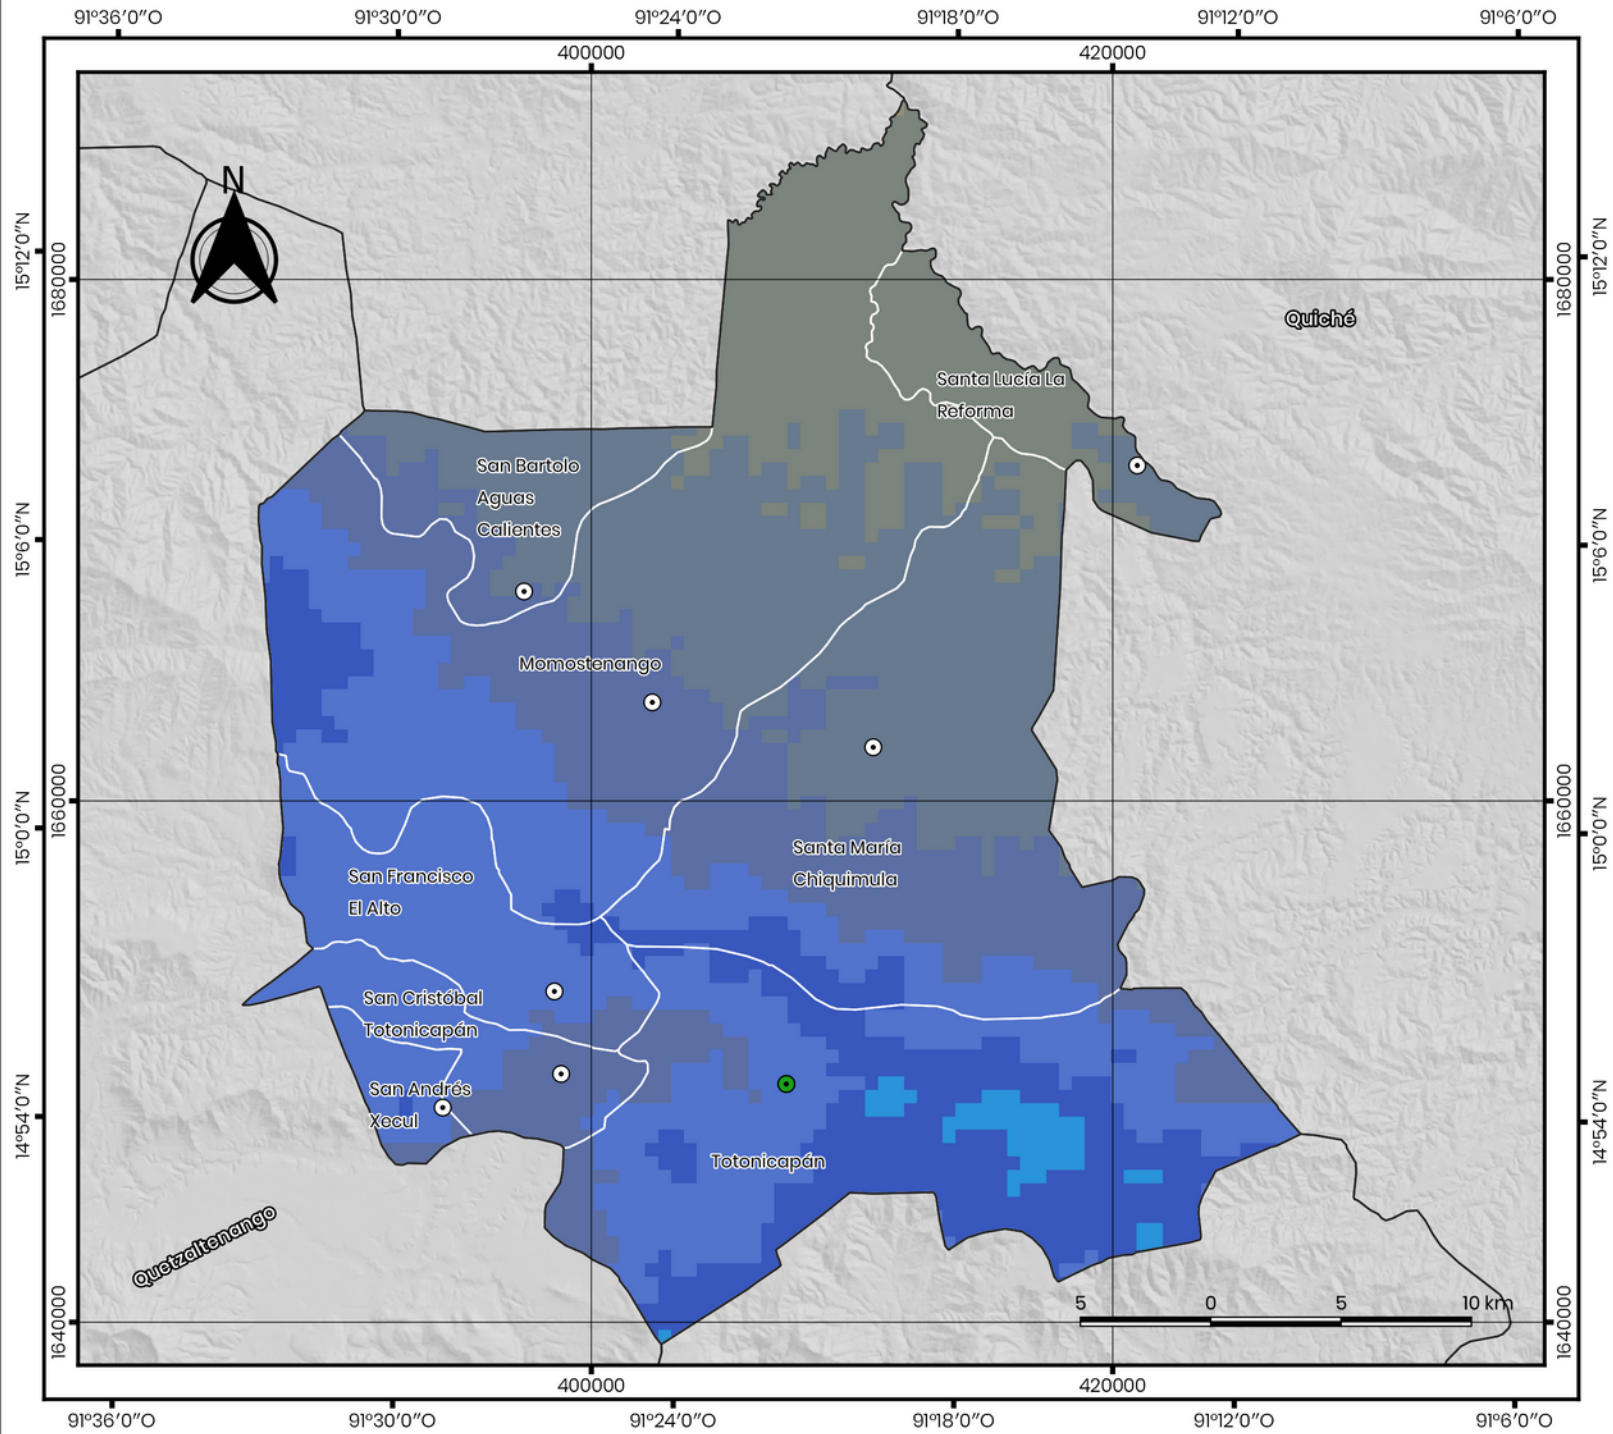 91°36'0"O 91°30'0"O 91°24'0"O 91°18'0"O 91°12'0"O 91°6'0"O
400000 420000
N
15°12'0"N
1680000
1680000
15°12'0"N
Quiché
Santa Lucía La
Reforma
San Bartolo
Aguas
Calientes
15°6'0"N
15°6'0"N
Momostenango
15°0'0"N
1660000
1660000
15°0'0"N
Santa María
Chiquimula
San Francisco
El Alto
San Cristóbal
Totonicapán
San Andrés
Xecul
14°54'0"N
14°54'0"N
Totonicapán
Quetzaltenango
5 0 5 10 km
1640000
1640000
400000 420000
91°36'0"O 91°30'0"O 91°24'0"O 91°18'0"O 91°12'0"O 91°6'0"O